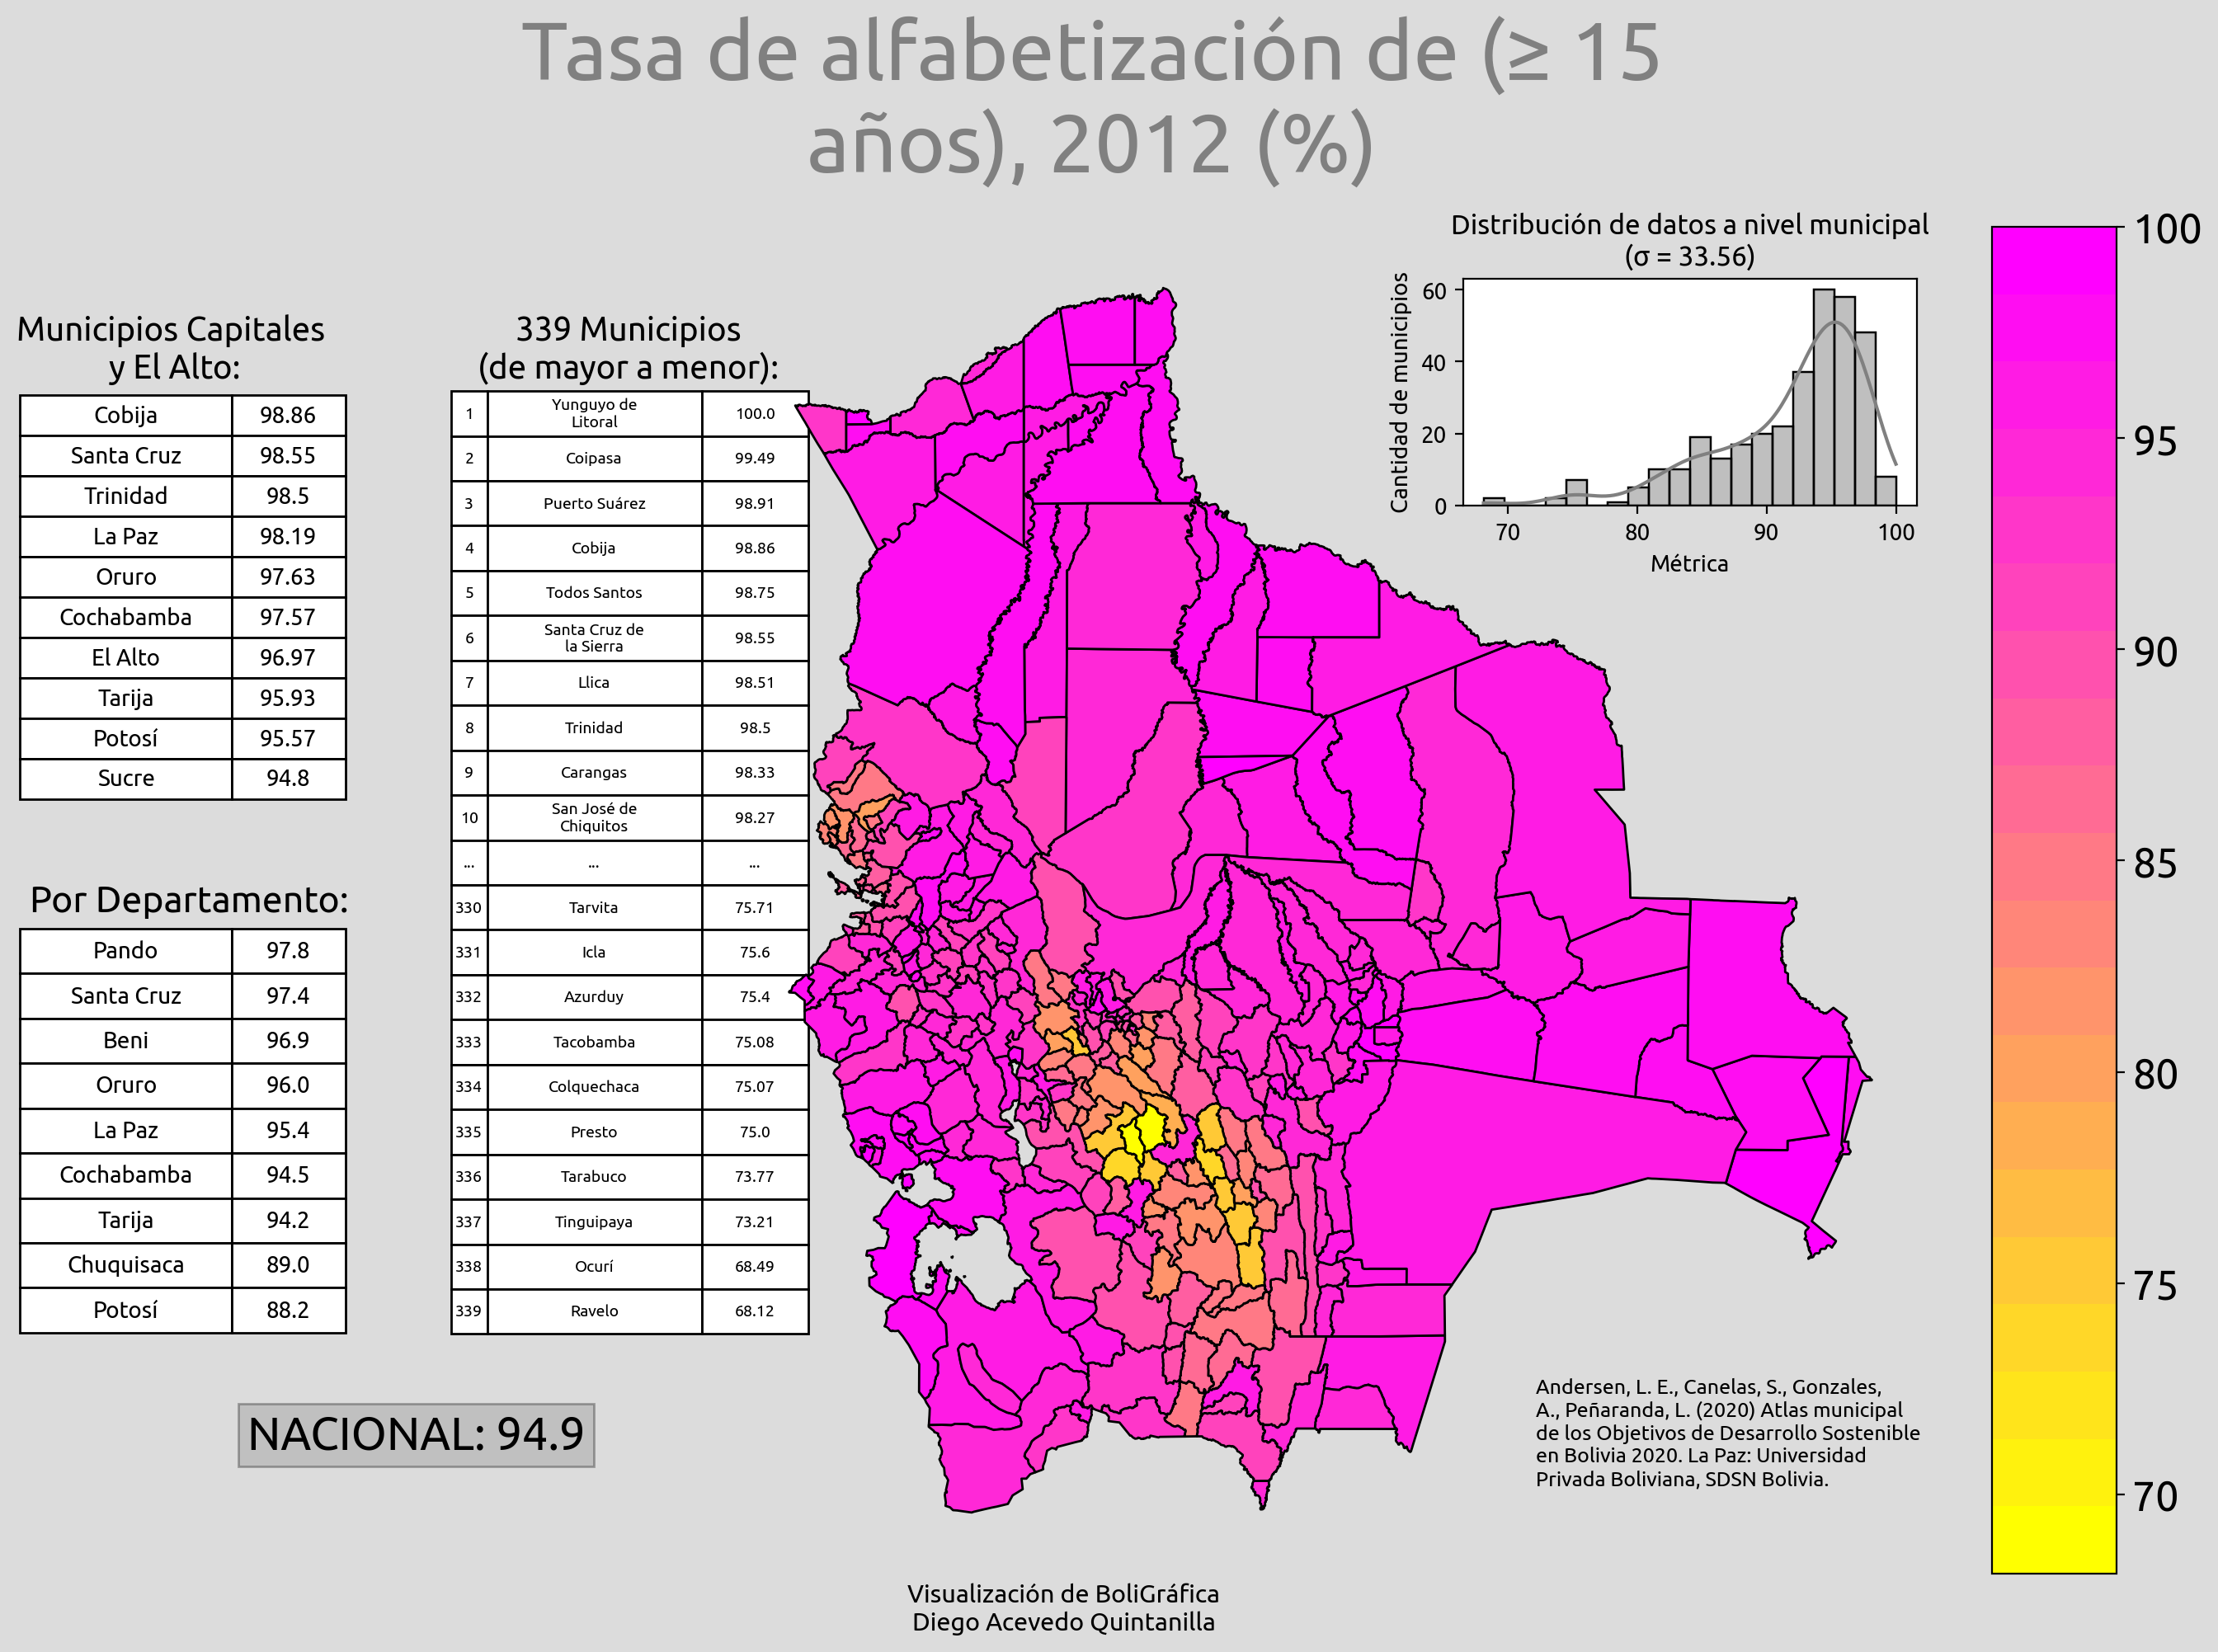 Tasa de alfabetización de (≥ 15
años), 2012 (%)
Municipios Capitales
y El Alto:
Cobija 98.86
Santa Cruz 98.55
Trinidad 98.5
La Paz 98.19
Oruro 97.63
Cochabamba 97.57
El Alto 96.97
Tarija 95.93
Potosí 95.57
Sucre 94.8
Por Departamento:
Pando 97.8
Santa Cruz 97.4
Beni 96.9
Oruro 96.0
La Paz 95.4
Cochabamba 94.5
Tarija 94.2
Chuquisaca 89.0
Potosí 88.2
NACIONAL: 94.9
339 Municipios
(de mayor a menor):
1 Yunguyo de
Litoral 100.0
2 Coipasa 99.49
3 Puerto Suárez 98.91
4 Cobija 98.86
5 Todos Santos 98.75
6 Santa Cruz de
la Sierra 98.55
7 Llica 98.51
8 Trinidad 98.5
9 Carangas 98.33
10 San José de
Chiquitos 98.27
... ... ...
330 Tarvita 75.71
331 Icla 75.6
332 Azurduy 75.4
333 Tacobamba 75.08
334 Colquechaca 75.07
335 Presto 75.0
336 Tarabuco 73.77
337 Tinguipaya 73.21
338 Ocurí 68.49
339 Ravelo 68.12
Distribución de datos a nivel municipal
(σ = 33.56)
Cantidad de municipios
60
40
20
0
70 80 90 100
Métrica
100
95
90
85
80
75
70
Andersen, L. E., Canelas, S., Gonzales,
A., Peñaranda, L. (2020) Atlas municipal
de los Objetivos de Desarrollo Sostenible
en Bolivia 2020. La Paz: Universidad
Privada Boliviana, SDSN Bolivia.
Visualización de BoliGráfica
Diego Acevedo Quintanilla